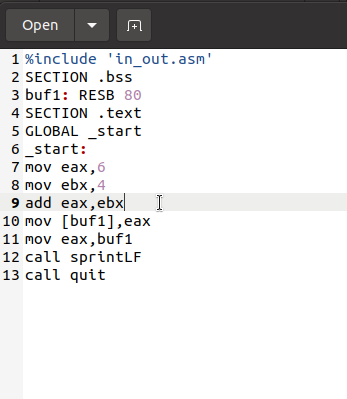 Open
1 %include 'in_out.asm'
2 SECTION .bss
3 buf1: RESB 80
4 SECTION .text
5 GLOBAL _start
6 _start:
7 mov eax,6
8 mov ebx,4
9 add eax,ebx
10 mov [buf1],eax
11 mov eax,buf1
12 call sprintLF
13 call quit